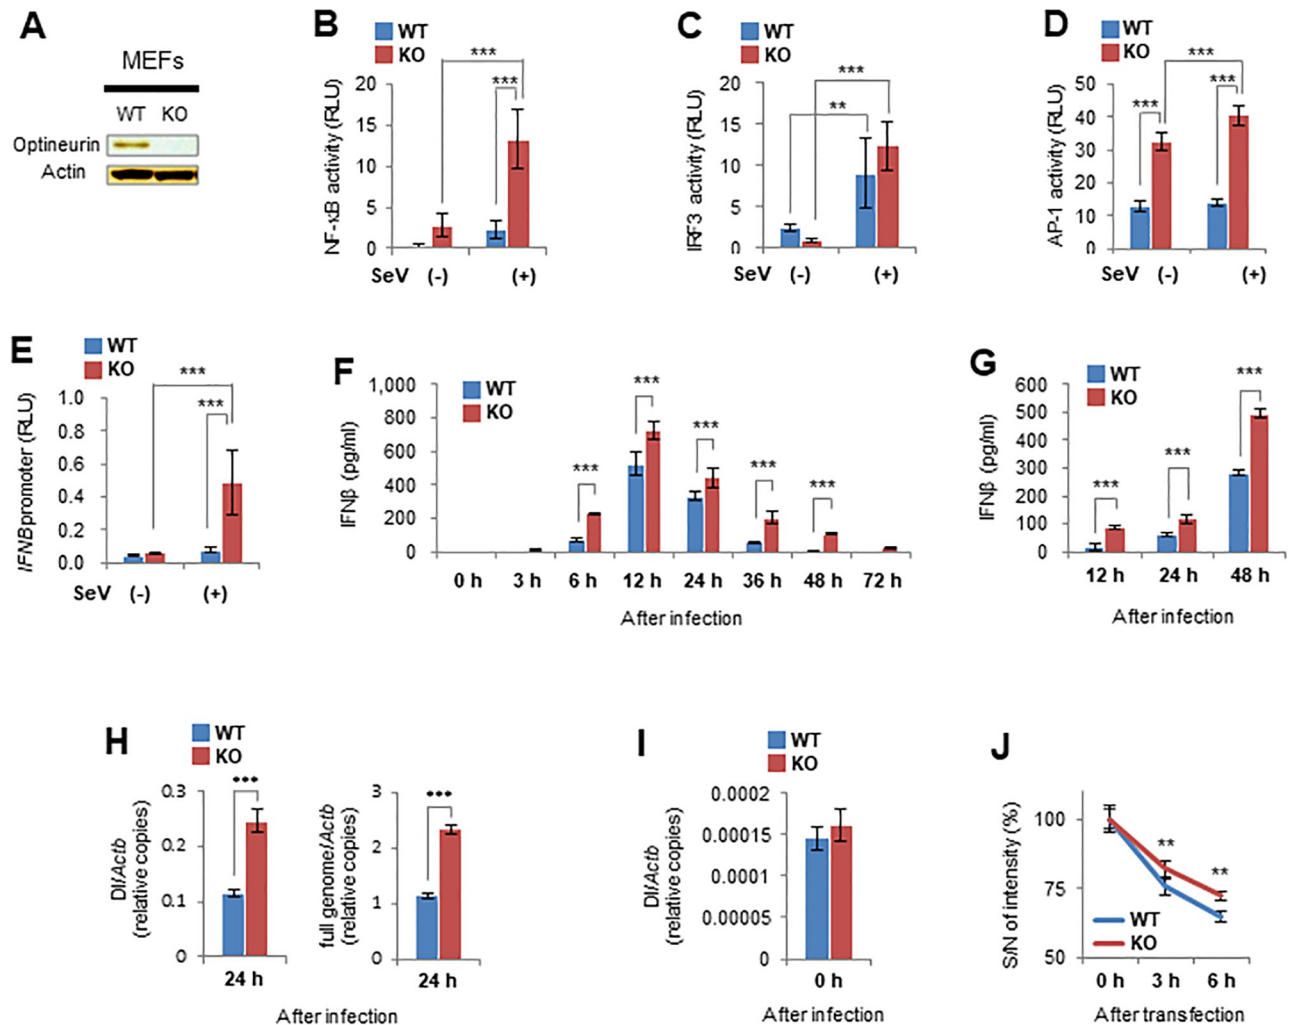 A
MEFs
WT KO
Optineurin
Actin
B
WT
KO
***
***
NF-κB activity (RLU)
20
15
10
5
0
SeV (-) (+)
C
WT
KO
***
**
IRF3 activity (RLU)
20
15
10
5
0
SeV (-) (+)
D
WT
KO
***
***
***
AP-1 activity (RLU)
50
40
30
20
10
0
SeV (-) (+)
E
WT
KO
***
***
IFNBpromoter (RLU)
1.0
0.8
0.6
0.4
0.2
0.0
SeV (-) (+)
F
WT
KO
IFNβ (pg/ml)
1,000
800
600
400
200
0
***
***
***
***
***
0 h 3 h 6 h 12 h 24 h 36 h 48 h 72 h
After infection
G
WT
KO
IFNβ (pg/ml)
600
500
400
300
200
100
0
***
***
***
12 h 24 h 48 h
After infection
H
WT
KO
DI/Actb
(relative copies)
0.3
0.2
0.1
0
***
24 h
full genome/Actb
(relative copies)
3
2
1
0
***
24 h
After infection
I
WT
KO
DI/Actb
(relative copies)
0.0002
0.00015
0.0001
0.00005
0
0 h
After infection
J
S/N of intensity (%)
100
75
50
**
**
WT
KO
0 h 3 h 6 h
After transfection